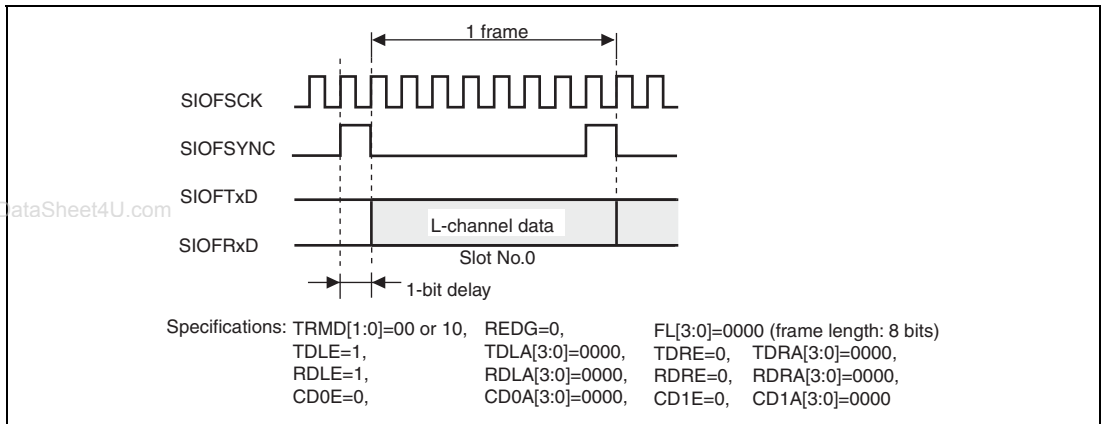 1 frame
SIOFSCK
SIOFSYNC
SIOFTxD
DataSheet4U.com
L-channel data
SIOFRxD
Slot No.0
1-bit delay
Specifications: TRMD[1:0]=00 or 10, REDG=0, FL[3:0]=0000 (frame length: 8 bits)
TDLE=1, TDLA[3:0]=0000, TDRE=0, TDRA[3:0]=0000,
RDLE=1, RDLA[3:0]=0000, RDRE=0, RDRA[3:0]=0000,
CD0E=0, CD0A[3:0]=0000, CD1E=0, CD1A[3:0]=0000